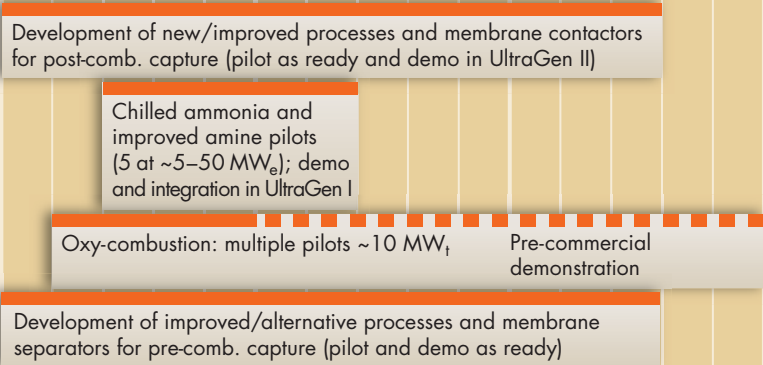 Development of new/improved processes and membrane contactors
for post-comb. capture (pilot as ready and demo in UltraGen II)
Chilled ammonia and
improved amine pilots
(5 at ~5–50 MWe); demo
and integration in UltraGen I
Oxy-combustion: multiple pilots ~10 MWt
Pre-commercial
demonstration
Development of improved/alternative processes and membrane
separators for pre-comb. capture (pilot and demo as ready)